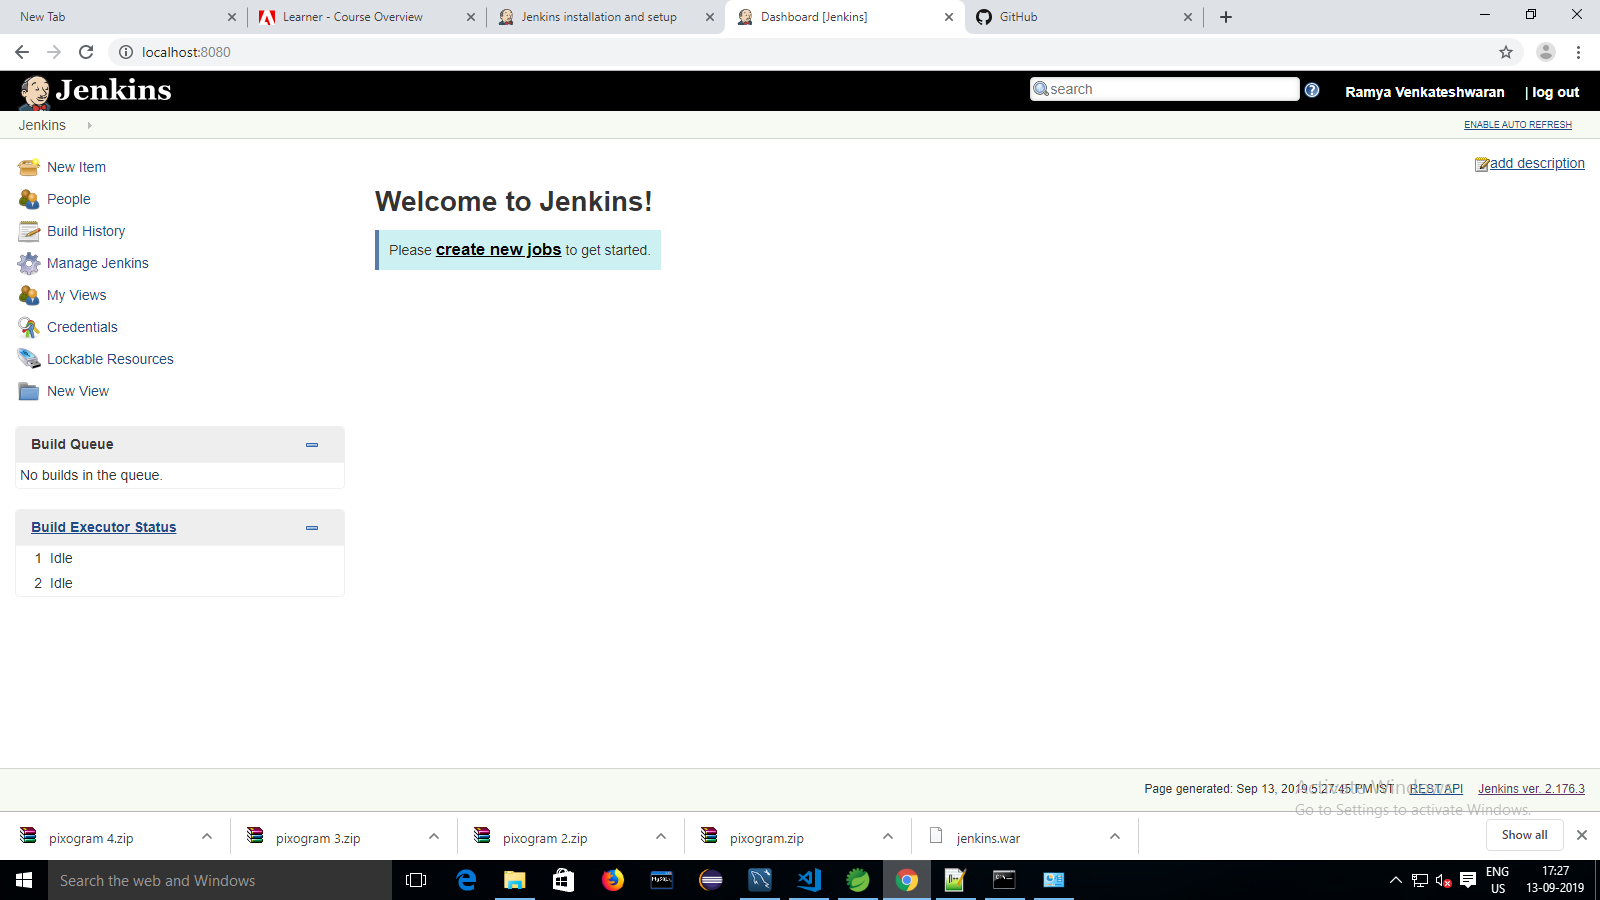 New Tab
Learner - Course Overview
Jenkins installation and setup
Dashboard [Jenkins]
GitHub
localhost:8080
Jenkins
search
Ramya Venkateshwaran
| log out
Jenkins
ENABLE AUTO REFRESH
New Item
People
Build History
Manage Jenkins
My Views
Credentials
Lockable Resources
New View
add description
Welcome to Jenkins!
Please create new jobs to get started.
Build Queue
No builds in the queue.
Build Executor Status
1 Idle
2 Idle
Page generated: Sep 13, 2019 5:27:45 PM IST
REST API
Jenkins ver. 2.176.3
Activate Windows
Go to Settings to activate Windows.
pixogram 4.zip
pixogram 3.zip
pixogram 2.zip
pixogram.zip
jenkins.war
Show all
Search the web and Windows
ENG
US
17:27
13-09-2019